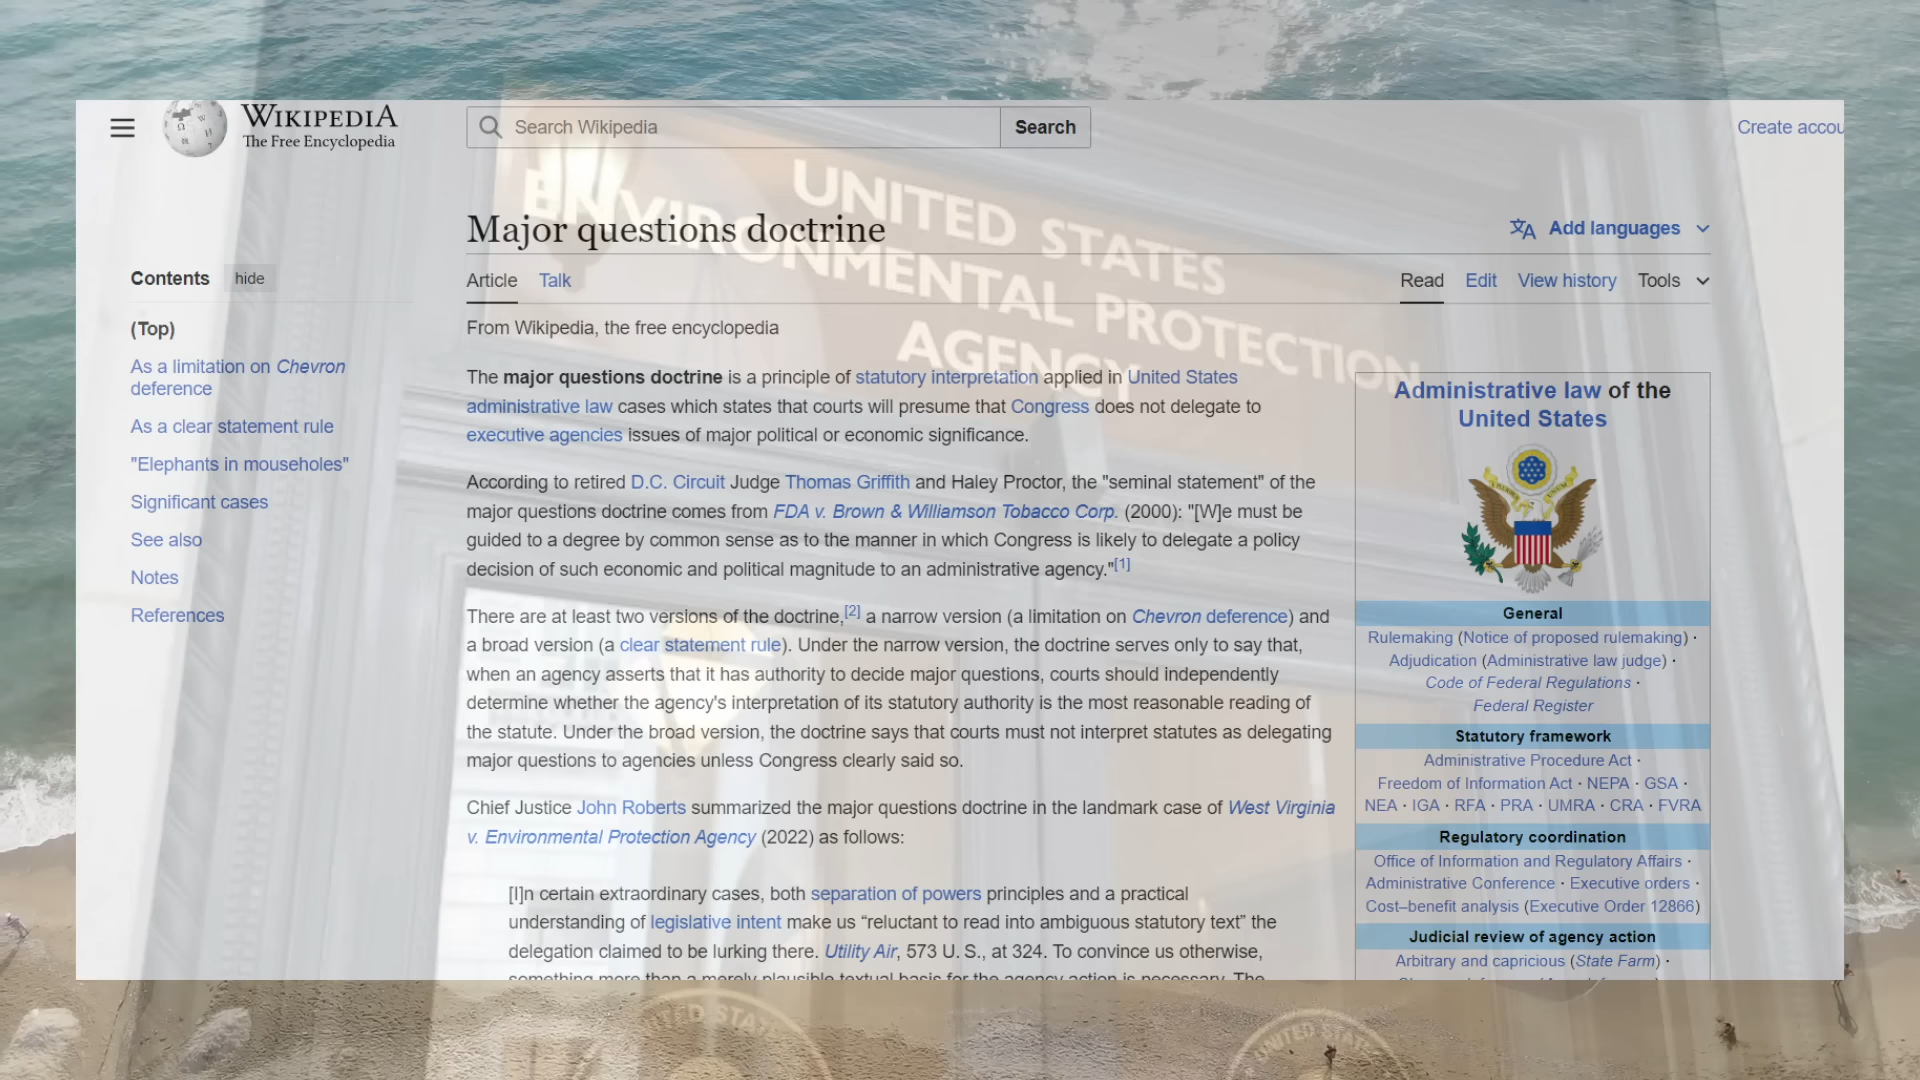 WIKIPEDIA
The Free Encyclopedia
Search Wikipedia
Search
Create accou
UNITED STATES
ENVIRONMENTAL PROTECTION
AGENCY
Major questions doctrine
Add languages
Contents hide
Article Talk
Read Edit View history Tools
(Top)
As a limitation on Chevron
deference
As a clear statement rule
"Elephants in mouseholes"
Significant cases
See also
Notes
References
From Wikipedia, the free encyclopedia
The major questions doctrine is a principle of statutory interpretation applied in United States
administrative law cases which states that courts will presume that Congress does not delegate to
executive agencies issues of major political or economic significance.
According to retired D.C. Circuit Judge Thomas Griffith and Haley Proctor, the "seminal statement" of the
major questions doctrine comes from FDA v. Brown & Williamson Tobacco Corp. (2000): "[W]e must be
guided to a degree by common sense as to the manner in which Congress is likely to delegate a policy
decision of such economic and political magnitude to an administrative agency."[1]
There are at least two versions of the doctrine,[2] a narrow version (a limitation on Chevron deference) and
a broad version (a clear statement rule). Under the narrow version, the doctrine serves only to say that,
when an agency asserts that it has authority to decide major questions, courts should independently
determine whether the agency's interpretation of its statutory authority is the most reasonable reading of
the statute. Under the broad version, the doctrine says that courts must not interpret statutes as delegating
major questions to agencies unless Congress clearly said so.
Chief Justice John Roberts summarized the major questions doctrine in the landmark case of West Virginia
v. Environmental Protection Agency (2022) as follows:
[I]n certain extraordinary cases, both separation of powers principles and a practical
understanding of legislative intent make us “reluctant to read into ambiguous statutory text” the
delegation claimed to be lurking there. Utility Air, 573 U. S., at 324. To convince us otherwise,
something more than a merely plausible textual basis for the agency action is necessary. The
Administrative law of the
United States
General
Rulemaking (Notice of proposed rulemaking) ·
Adjudication (Administrative law judge) ·
Code of Federal Regulations ·
Federal Register
Statutory framework
Administrative Procedure Act ·
Freedom of Information Act · NEPA · GSA ·
NEA · IGA · RFA · PRA · UMRA · CRA · FVRA
Regulatory coordination
Office of Information and Regulatory Affairs ·
Administrative Conference · Executive orders ·
Cost–benefit analysis (Executive Order 12866)
Judicial review of agency action
Arbitrary and capricious (State Farm) ·
UNITED STATES
UNITED STATES